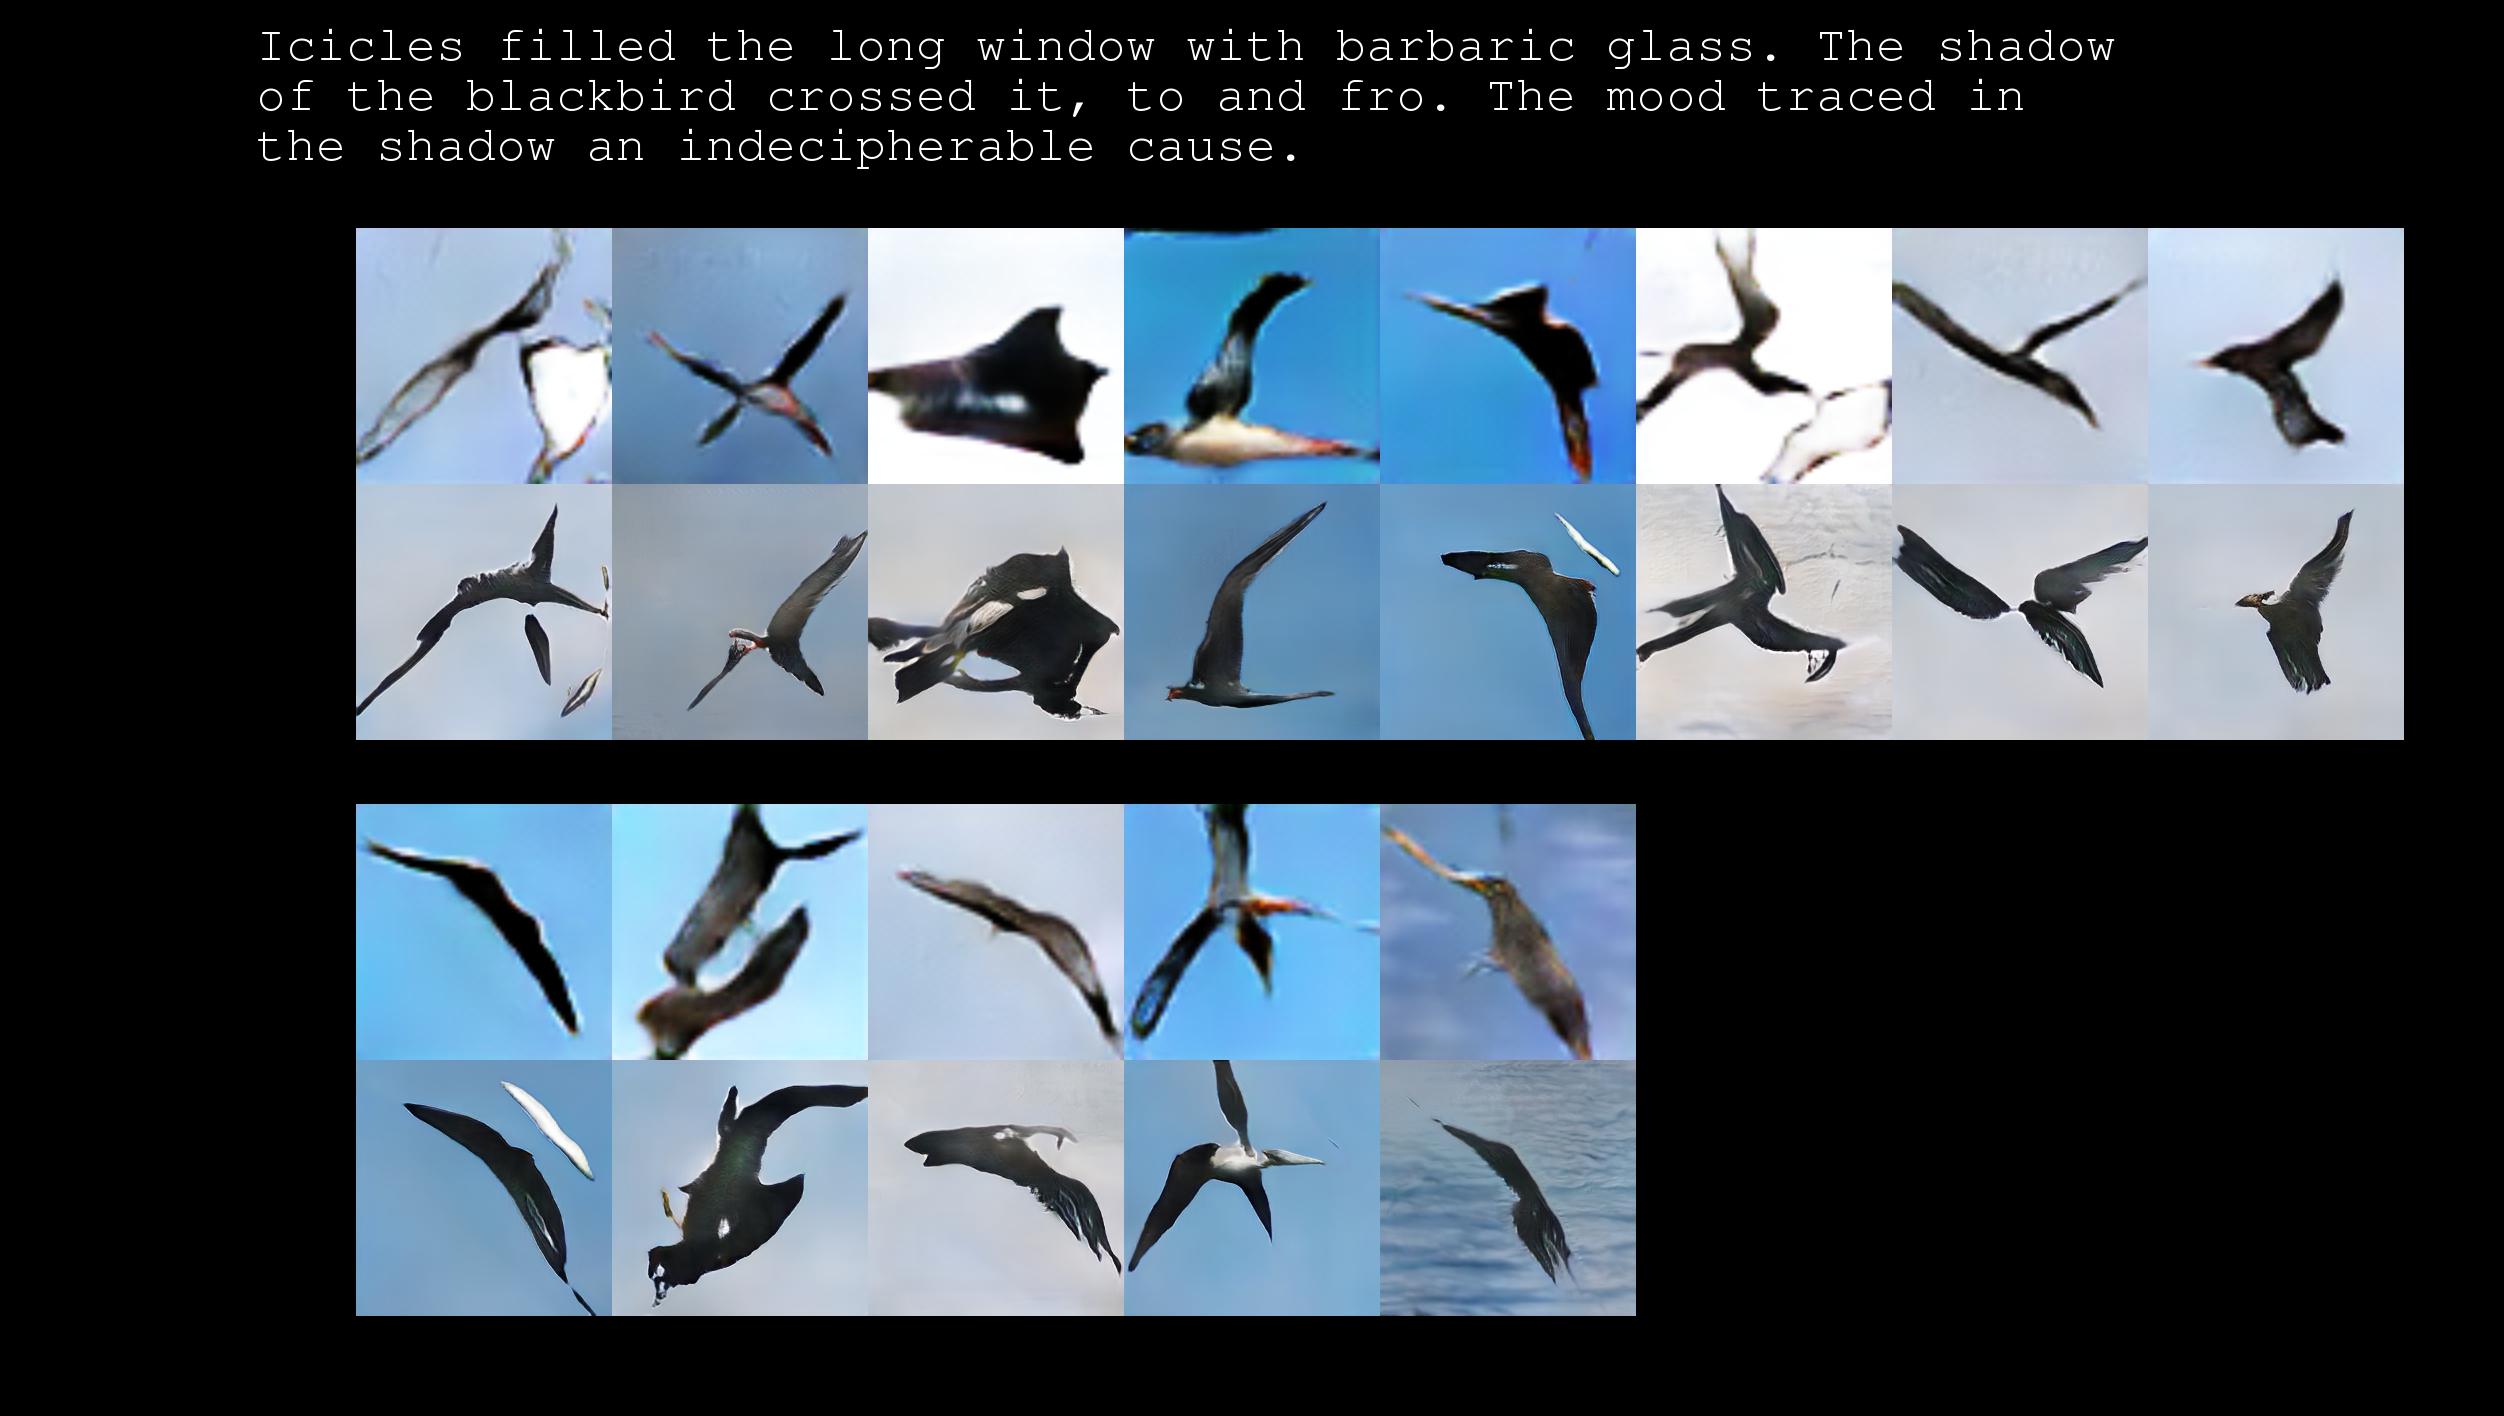 Icicles filled the long window with barbaric glass. The shadow
of the blackbird crossed it, to and fro. The mood traced in
the shadow an indecipherable cause.